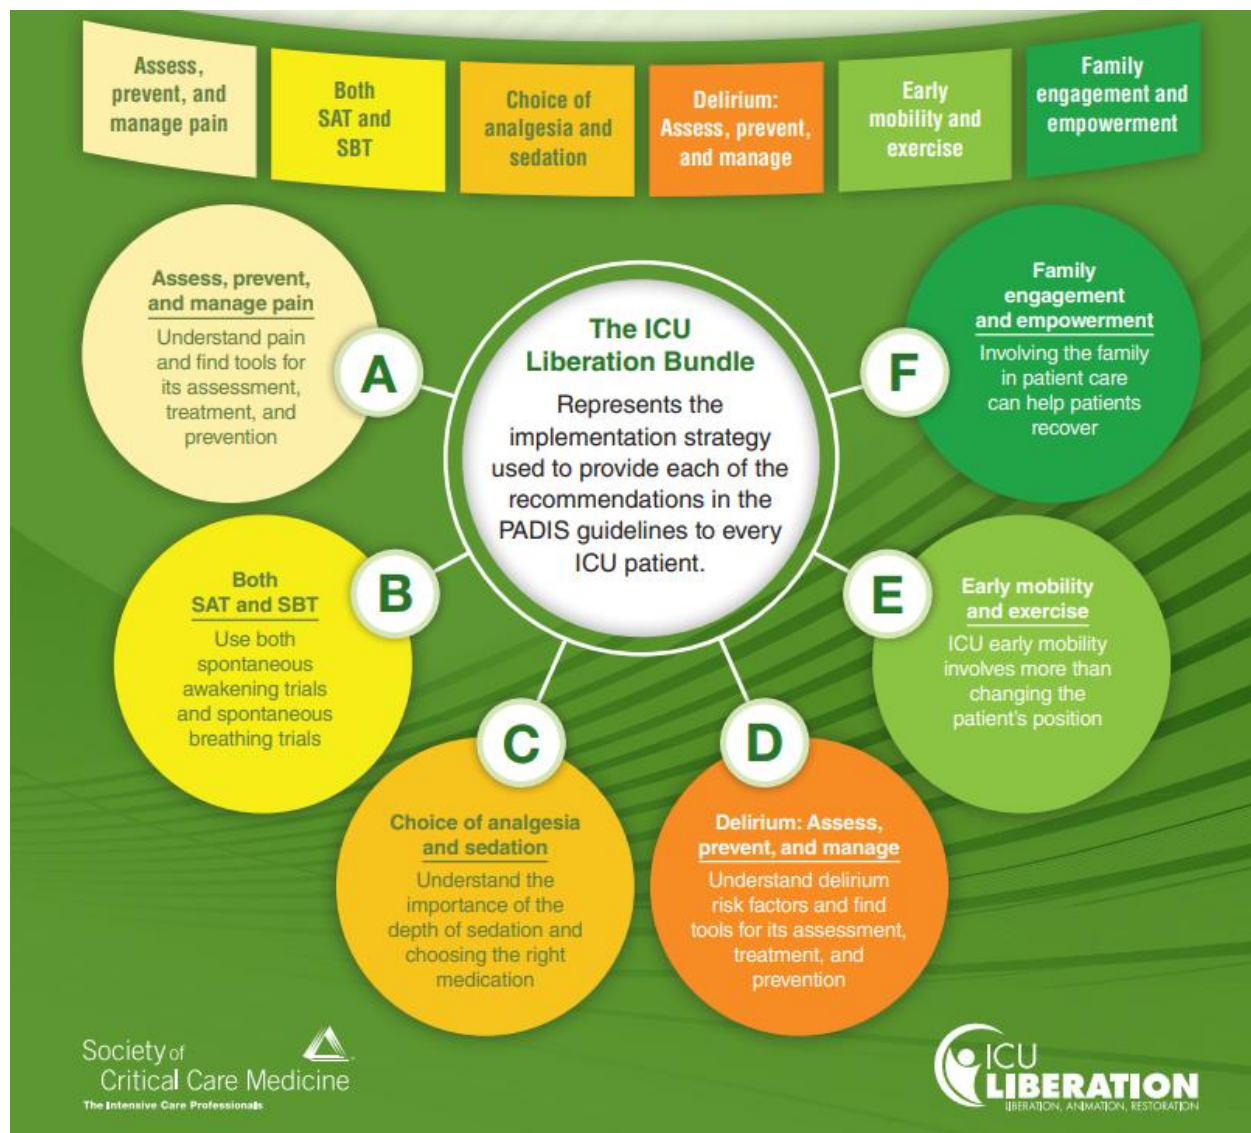 Assess,
prevent, and
manage pain
Both
SAT and
SBT
Choice of
analgesia and
sedation
Delirium:
Assess, prevent,
and manage
Early
mobility and
exercise
Family
engagement and
empowerment
Assess, prevent,
and manage pain
Understand pain
and find tools for
its assessment,
treatment, and
prevention
A
Both
SAT and SBT
Use both
spontaneous
awakening trials
and spontaneous
breathing trials
B
Choice of analgesia
and sedation
Understand the
importance of the
depth of sedation and
choosing the right
medication
C
Delirium: Assess,
prevent, and manage
Understand delirium
risk factors and find
tools for its assessment,
treatment, and
prevention
D
Early mobility
and exercise
ICU early mobility
involves more than
changing the
patient's position
E
Family
engagement
and empowerment
Involving the family
in patient care
can help patients
recover
F
The ICU
Liberation Bundle
Represents the
implementation strategy
used to provide each of the
recommendations in the
PADIS guidelines to every
ICU patient.
Society of
Critical Care Medicine
The Intensive Care Professionals
ICU
LIBERATION
LIBERATION, ANIMATION, RESTORATION